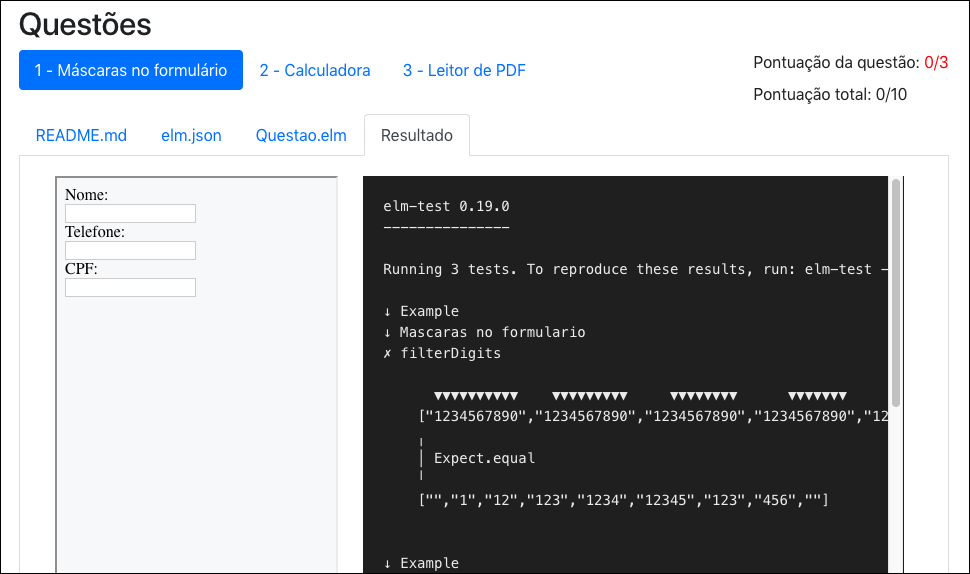 Questões
1 - Máscaras no formulário 2 - Calculadora 3 - Leitor de PDF
Pontuação da questão: 0/3
Pontuação total: 0/10
README.md elm.json Questao.elm Resultado
Nome:
Telefone:
CPF:
elm-test 0.19.0
---------------
Running 3 tests. To reproduce these results, run: elm-test -
↓ Example
↓ Mascaras no formulario
✗ filterDigits
▼▼▼▼▼▼▼▼▼▼ ▼▼▼▼▼▼▼▼▼ ▼▼▼▼▼▼▼▼ ▼▼▼▼▼▼▼
["1234567890","1234567890","1234567890","1234567890","12
╷
│ Expect.equal
╵
["","1","12","123","1234","12345","123","456",""]
↓ Example